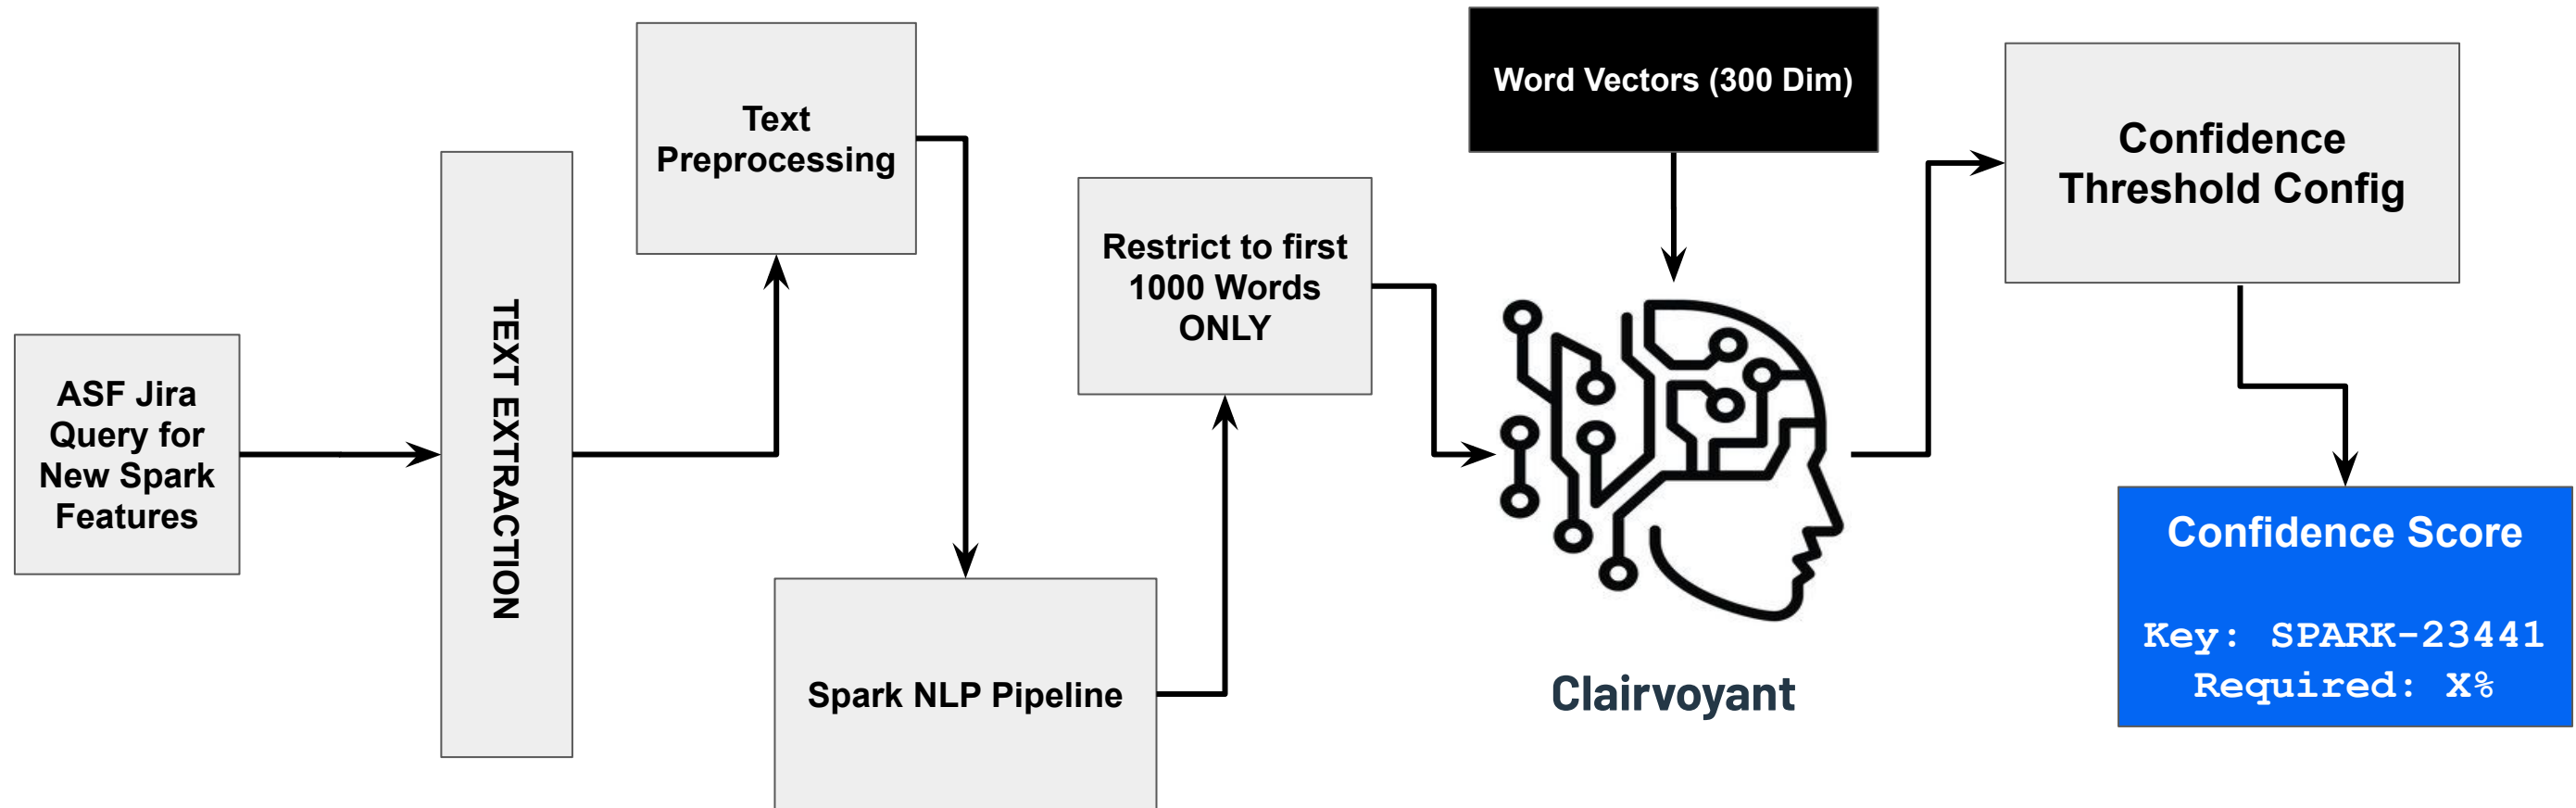 ASF Jira
Query for
New Spark
Features
TEXT EXTRACTION
Text
Preprocessing
Spark NLP Pipeline
Restrict to first
1000 Words
ONLY
Word Vectors (300 Dim)
Clairvoyant
Confidence
Threshold Config
Confidence Score
Key: SPARK-23441
Required: X%